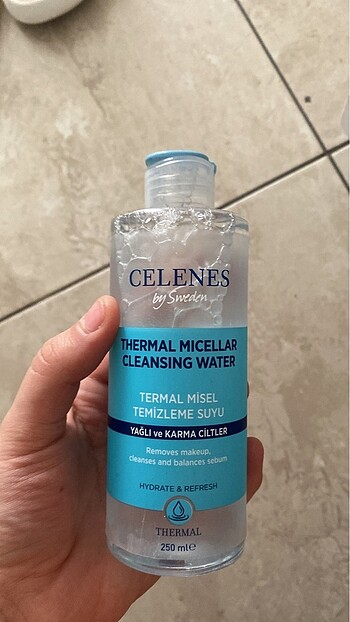 CELENES
by Sweden
THERMAL MICELLAR
CLEANSING WATER
TERMAL MİSEL
TEMİZLEME SUYU
YAĞLI ve KARMA CİLTLER
Removes makeup,
cleanses and balances sebum
HYDRATE & REFRESH
THERMAL
250 ml℮